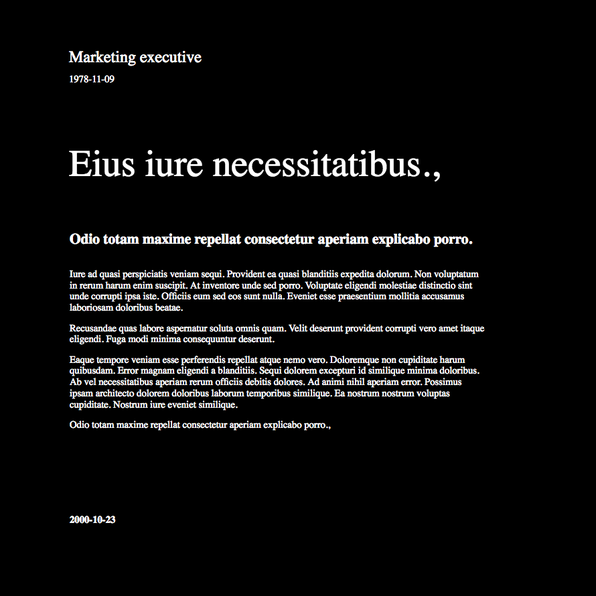 Marketing executive
1978-11-09
Eius iure necessitatibus.,
Odio totam maxime repellat consectetur aperiam explicabo porro.
Iure ad quasi perspiciatis veniam sequi. Provident ea quasi blanditiis expedita dolorum. Non voluptatum
in rerum harum enim suscipit. At inventore unde sed porro. Voluptate eligendi molestiae distinctio sint
unde corrupti ipsa iste. Officiis eum sed eos sunt nulla. Eveniet esse praesentium mollitia accusamus
laboriosam doloribus beatae.
Recusandae quas labore aspernatur soluta omnis quam. Velit deserunt provident corrupti vero amet itaque
eligendi. Fuga modi minima consequuntur deserunt.
Eaque tempore veniam esse perferendis repellat atque nemo vero. Doloremque non cupiditate harum
quibusdam. Error magnam eligendi a blanditiis. Sequi dolorem excepturi id similique minima doloribus.
Ab vel necessitatibus aperiam rerum officiis debitis dolores. Ad animi nihil aperiam error. Possimus
ipsam architecto dolorem doloribus laborum temporibus similique. Ea nostrum nostrum voluptas
cupiditate. Nostrum iure eveniet similique.
Odio totam maxime repellat consectetur aperiam explicabo porro.,
2000-10-23